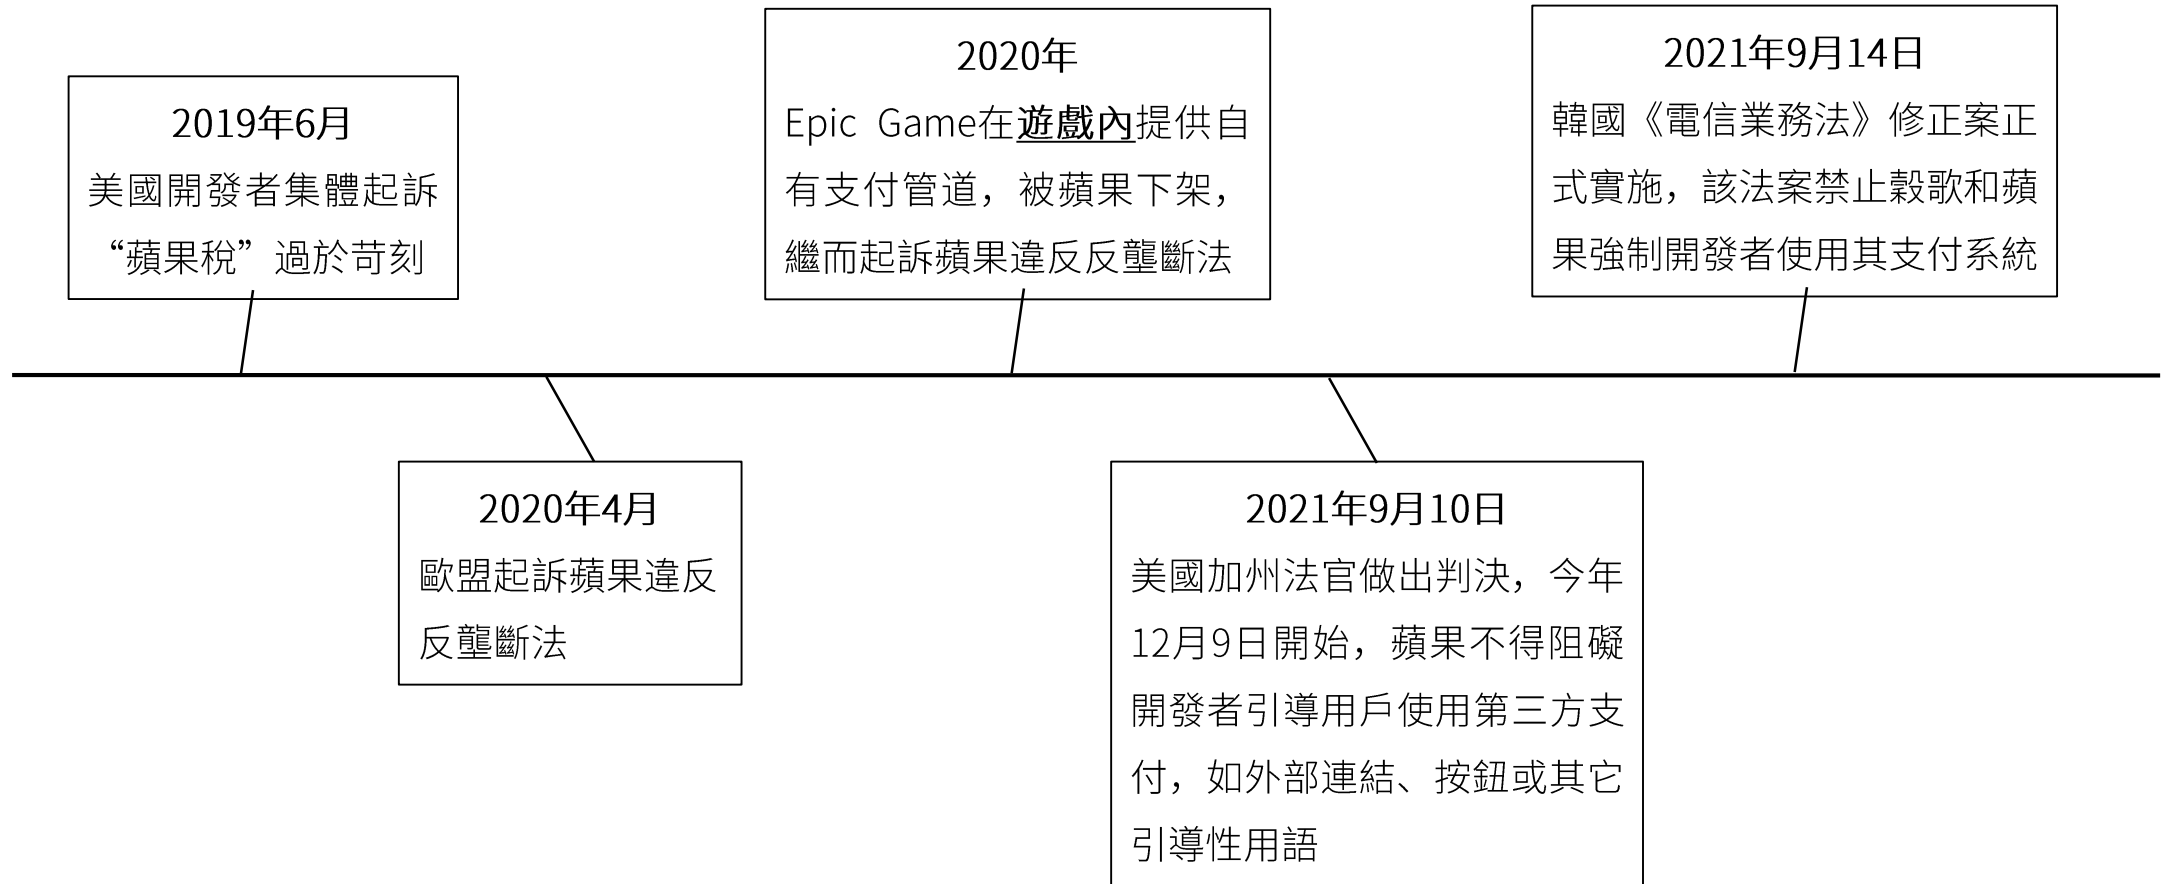 2019年6月
美國開發者集體起訴
“蘋果稅”過於苛刻
2020年4月
歐盟起訴蘋果違反
反壟斷法
2020年
Epic Game在遊戲內提供自
有支付管道，被蘋果下架，
繼而起訴蘋果違反反壟斷法
2021年9月10日
美國加州法官做出判決，今年
12月9日開始，蘋果不得阻礙
開發者引導用戶使用第三方支
付，如外部連結、按鈕或其它
引導性用語
2021年9月14日
韓國《電信業務法》修正案正
式實施，該法案禁止穀歌和蘋
果強制開發者使用其支付系統